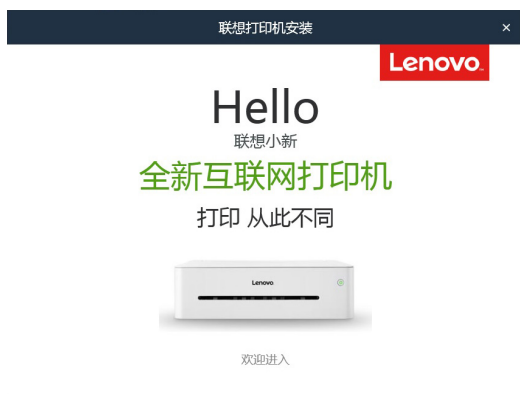 联想打印机安装
×
Lenovo
Hello
联想小新
全新互联网打印机
打印 从此不同
Lenovo
欢迎进入